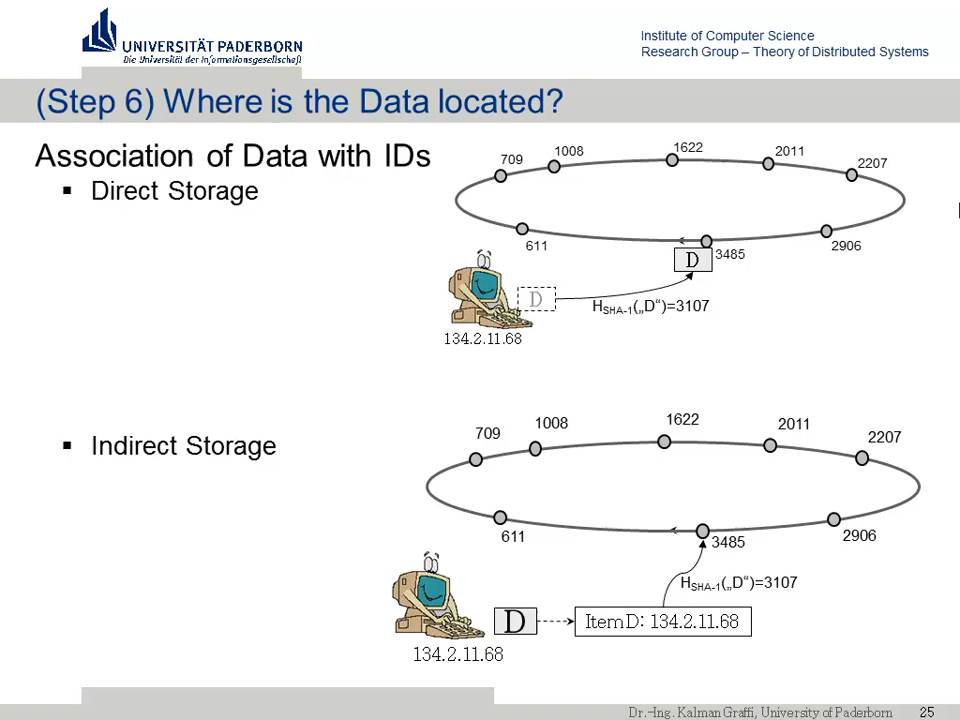 UNIVERSITÄT PADERBORN
Die Universität der Informationsgesellschaft
Institute of Computer Science
Research Group – Theory of Distributed Systems
(Step 6) Where is the Data located?
Association of Data with IDs
▪ Direct Storage
709
1008
1622
2011
2207
611
3485
2906
D
D
HSHA-1(„D“)=3107
134.2.11.68
▪ Indirect Storage
709
1008
1622
2011
2207
611
3485
2906
HSHA-1(„D“)=3107
D
Item D: 134.2.11.68
134.2.11.68
Dr.-Ing. Kalman Graffi, University of Paderborn 25